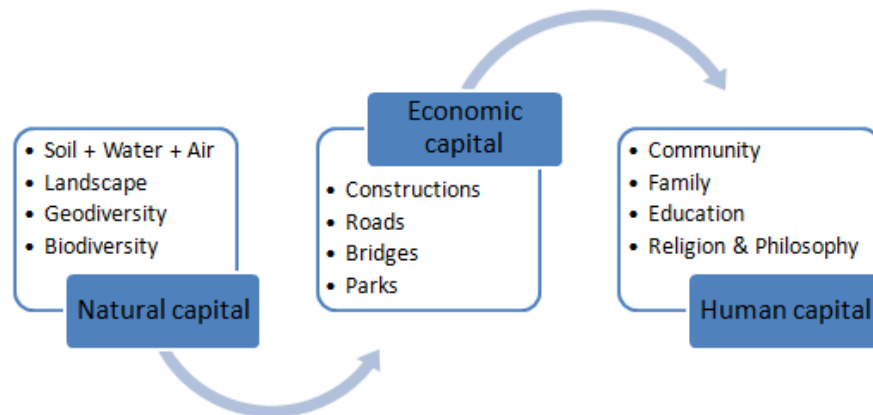 • Soil + Water + Air
• Landscape
• Geodiversity
• Biodiversity
Natural capital
Economic
capital
• Constructions
• Roads
• Bridges
• Parks
• Community
• Family
• Education
• Religion & Philosophy
Human capital